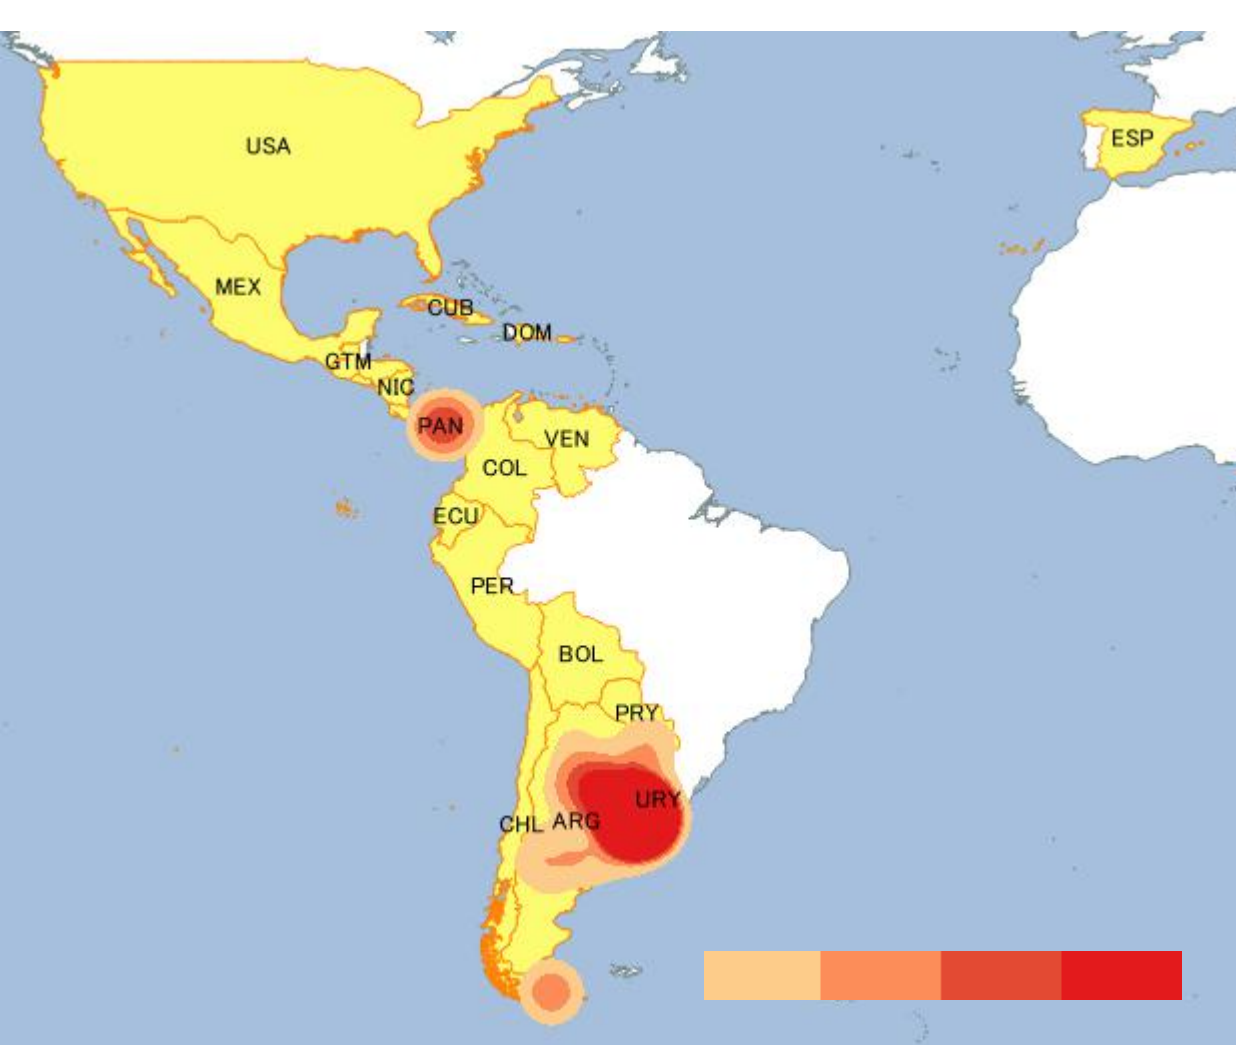 USA
ESP
MEX
CUB
DOM
GTM
NIC
PAN
VEN
COL
ECU
PER
BOL
PRY
URY
CHL
ARG